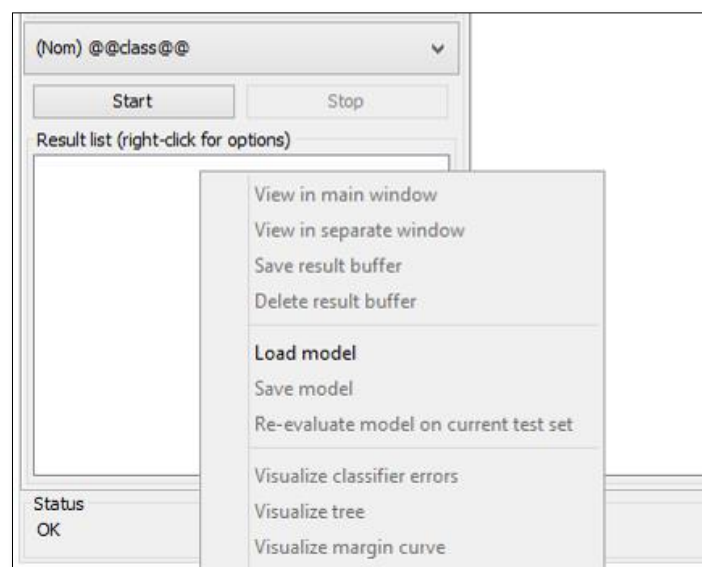 (Nom) @@class@@
Start
Stop
Result list (right-click for options)
View in main window
View in separate window
Save result buffer
Delete result buffer
Load model
Save model
Re-evaluate model on current test set
Visualize classifier errors
Visualize tree
Visualize margin curve
Status
OK